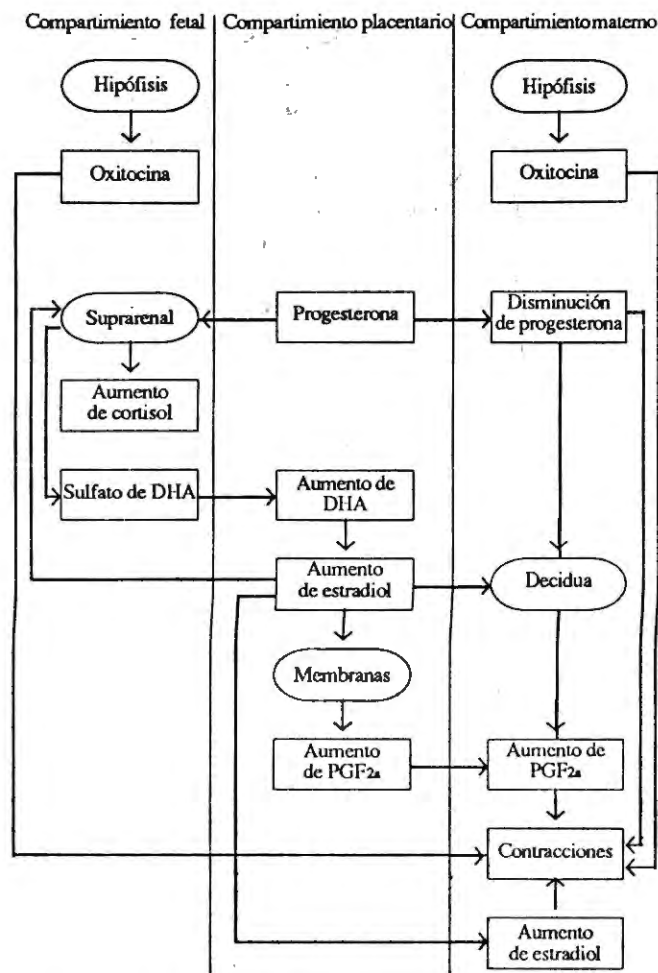 Compartimiento fetal
Compartimiento placentario
Compartimiento materno
Hipófisis
Hipófisis
Oxitocina
Oxitocina
Suprarenal
Progesterona
Disminución
de progesterona
Aumento
de cortisol
Sulfato de DHA
Aumento de
DHA
Aumento
de estradiol
Decidua
Membranas
Aumento
de PGF2a
Aumento de
PGF2a
Contracciones
Aumento
de estradiol